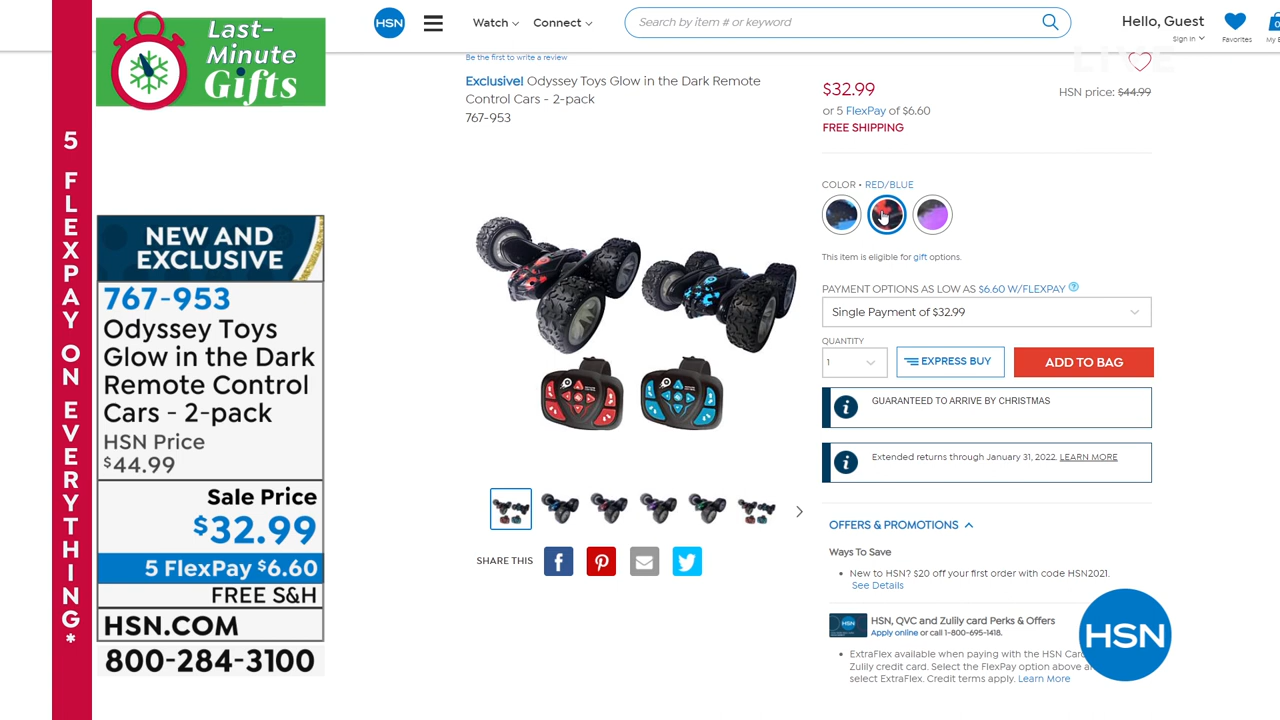 5 FLEXPAY ON EVERYTHING*
Last-
Minute
Gifts
NEW AND
EXCLUSIVE
767-953
Odyssey Toys
Glow in the Dark
Remote Control
Cars - 2-pack
HSN Price
$44.99
Sale Price
$32.99
5 FlexPay $6.60
FREE S&H
HSN.COM
800-284-3100
HSN
Watch
Connect
Search by item # or keyword
Hello, Guest
Sign In
Favorites
0
LIVE
Be the first to write a review
Exclusive! Odyssey Toys Glow in the Dark Remote
Control Cars - 2-pack
767-953
SHARE THIS
$32.99
HSN price: $44.99
or 5 FlexPay of $6.60
FREE SHIPPING
COLOR • RED/BLUE
This item is eligible for gift options.
PAYMENT OPTIONS AS LOW AS $6.60 W/FLEXPAY ?
Single Payment of $32.99
QUANTITY
1
EXPRESS BUY
ADD TO BAG
GUARANTEED TO ARRIVE BY CHRISTMAS
Extended returns through January 31, 2022. LEARN MORE
OFFERS & PROMOTIONS
Ways To Save
• New to HSN? $20 off your first order with code HSN2021.
See Details
HSN, QVC and Zulily card Perks & Offers
Apply online or call 1-800-695-1418.
• ExtraFlex available when paying with the HSN
Zulily credit card. Select the FlexPay option above
select ExtraFlex. Credit terms apply. Learn More
HSN